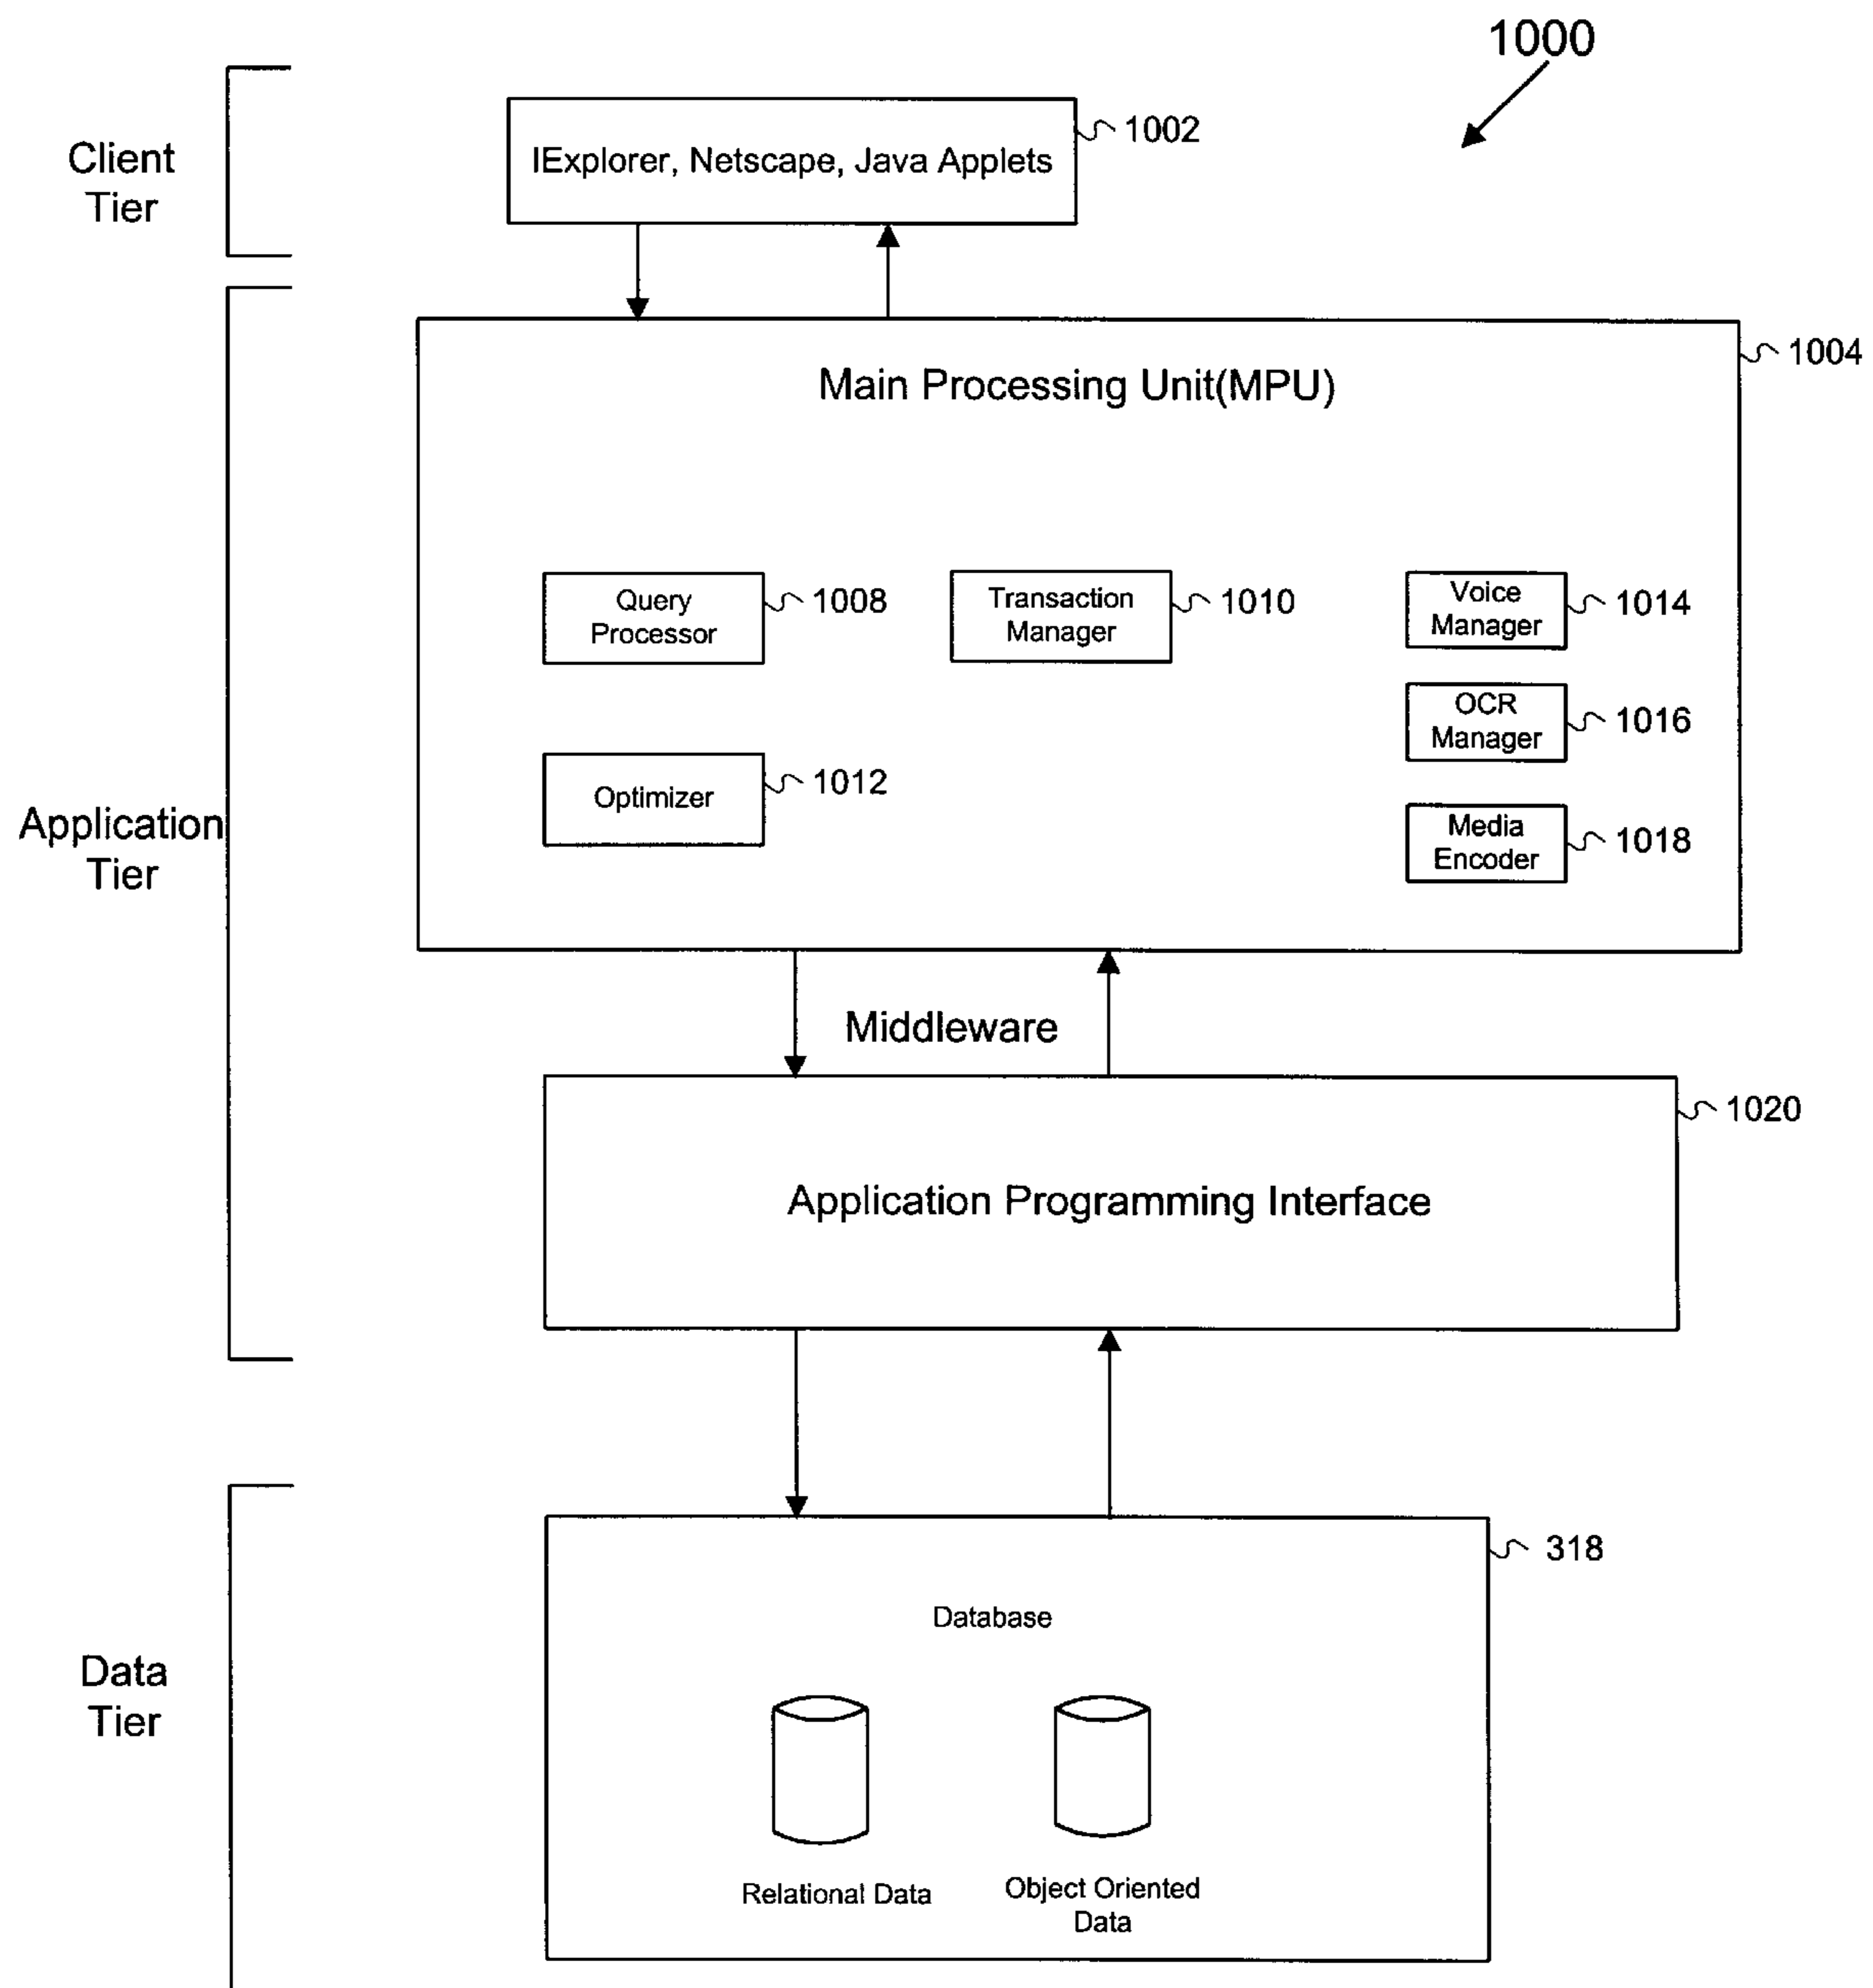 1000
Client
Tier
IExplorer, Netscape, Java Applets
1002
Main Processing Unit(MPU)
1004
Query
Processor
1008
Transaction
Manager
1010
Voice
Manager
1014
OCR
Manager
1016
Optimizer
1012
Media
Encoder
1018
Application
Tier
Middleware
Application Programming Interface
1020
Data
Tier
Database
318
Relational Data
Object Oriented
Data